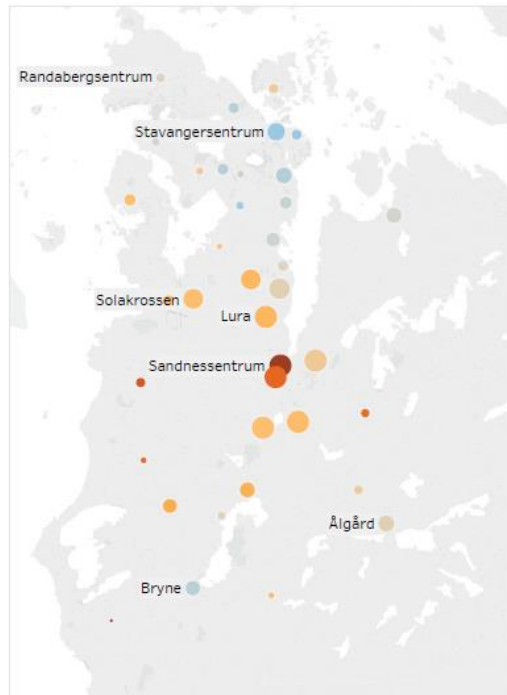 Randabergsentrum
Stavangersentrum
Solakrossen
Lura
Sandnessentrum
Ålgård
Bryne